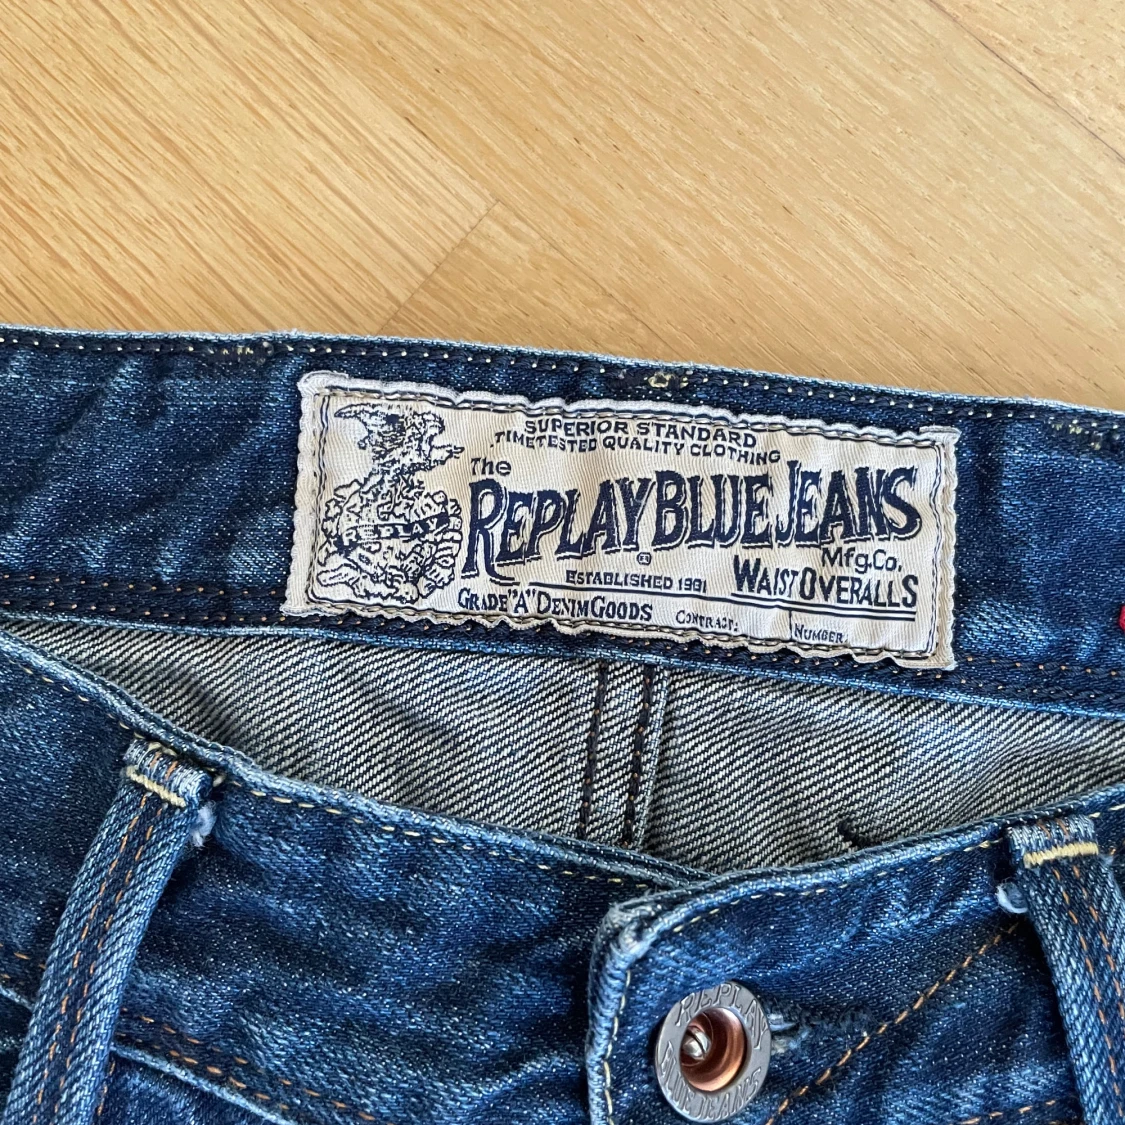 SUPERIOR STANDARD
TIMETESTED QUALITY CLOTHING
The
REPLAY BLUE JEANS
Mfg.Co.
REPLAY
®
ESTABLISHED 1981
WAIST OVERALLS
GRADE "A" DENIM GOODS
CONTRACT:
NUMBER
REPLAY
BLUE JEANS